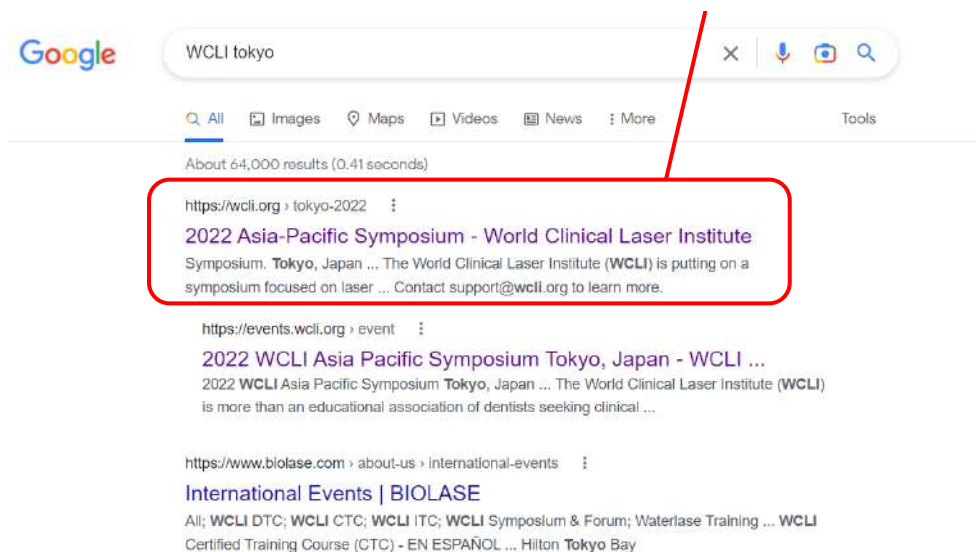 Google
WCLI tokyo
All Images Maps Videos News More Tools
About 64,000 results (0.41 seconds)
https://wcli.org › tokyo-2022
2022 Asia-Pacific Symposium - World Clinical Laser Institute
Symposium. Tokyo, Japan ... The World Clinical Laser Institute (WCLI) is putting on a
symposium focused on laser ... Contact support@wcli.org to learn more.
https://events.wcli.org › event
2022 WCLI Asia Pacific Symposium Tokyo, Japan - WCLI ...
2022 WCLI Asia Pacific Symposium Tokyo, Japan ... The World Clinical Laser Institute (WCLI)
is more than an educational association of dentists seeking clinical ...
https://www.biolase.com › about-us › international-events
International Events | BIOLASE
All; WCLI DTC; WCLI CTC; WCLI ITC; WCLI Symposium & Forum; Waterlase Training ... WCLI
Certified Training Course (CTC) - EN ESPAÑOL ... Hilton Tokyo Bay